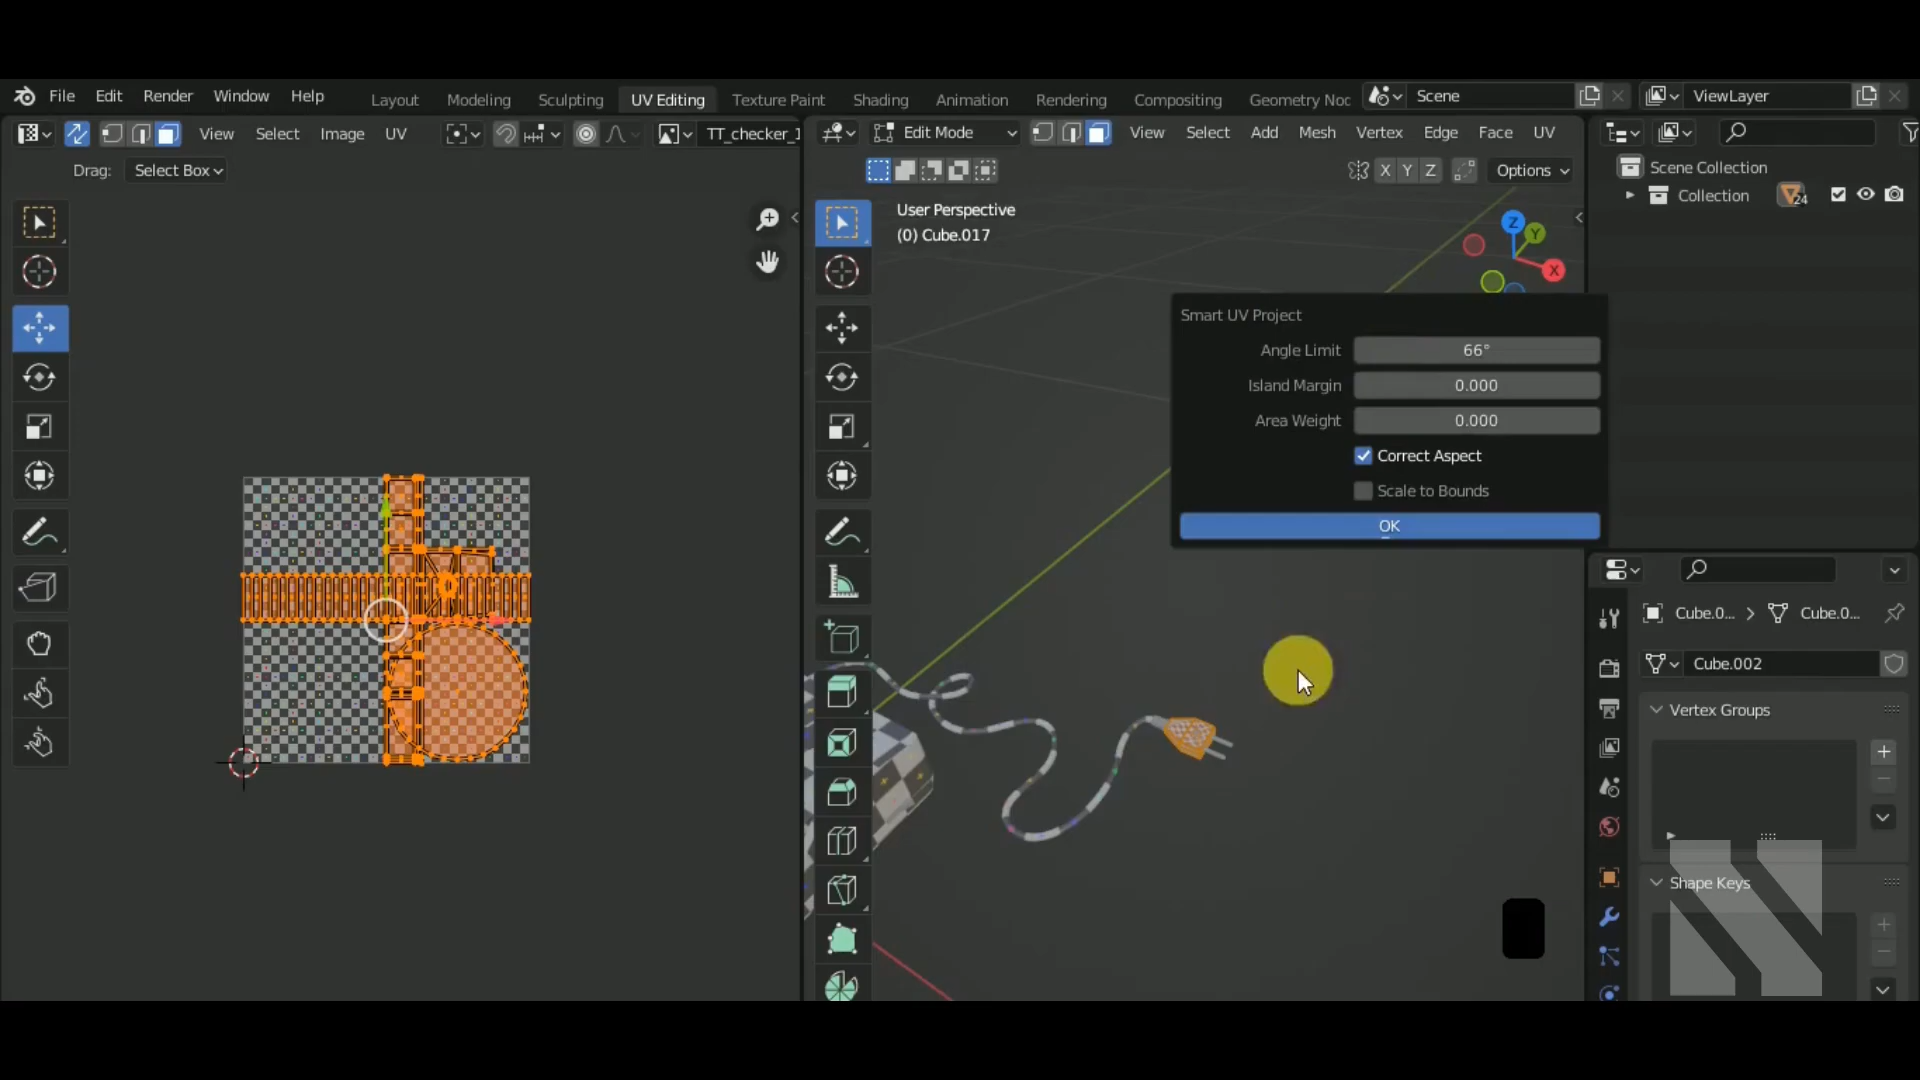 File Edit Render Window Help Layout Modeling Sculpting UV Editing Texture Paint Shading Animation Rendering Compositing Geometry Noc Scene ViewLayer
View Select Image UV TT_checker_1 Edit Mode View Select Add Mesh Vertex Edge Face UV
Drag: Select Box X Y Z Options
Scene Collection
Collection 24
User Perspective
(0) Cube.017
Z
Y
X
Smart UV Project
Angle Limit 66°
Island Margin 0.000
Area Weight 0.000
Correct Aspect
Scale to Bounds
OK
Cube.0... Cube.0...
Cube.002
Vertex Groups
Shape Keys